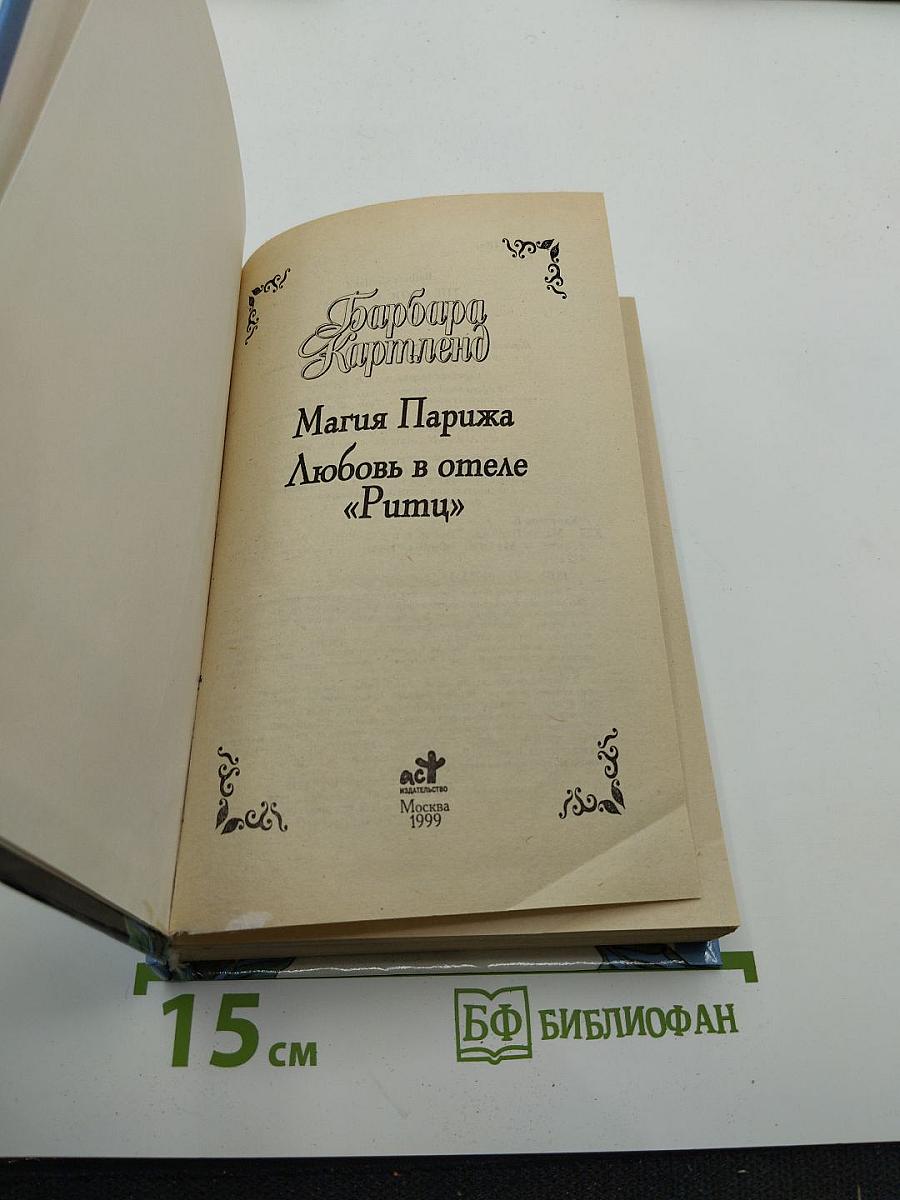 Барбара
Картленд
Магия Парижа
Любовь в отеле
«Ритц»
аст
ИЗДАТЕЛЬСТВО
Москва
1999
15 см
БФ БИБЛИОФАН